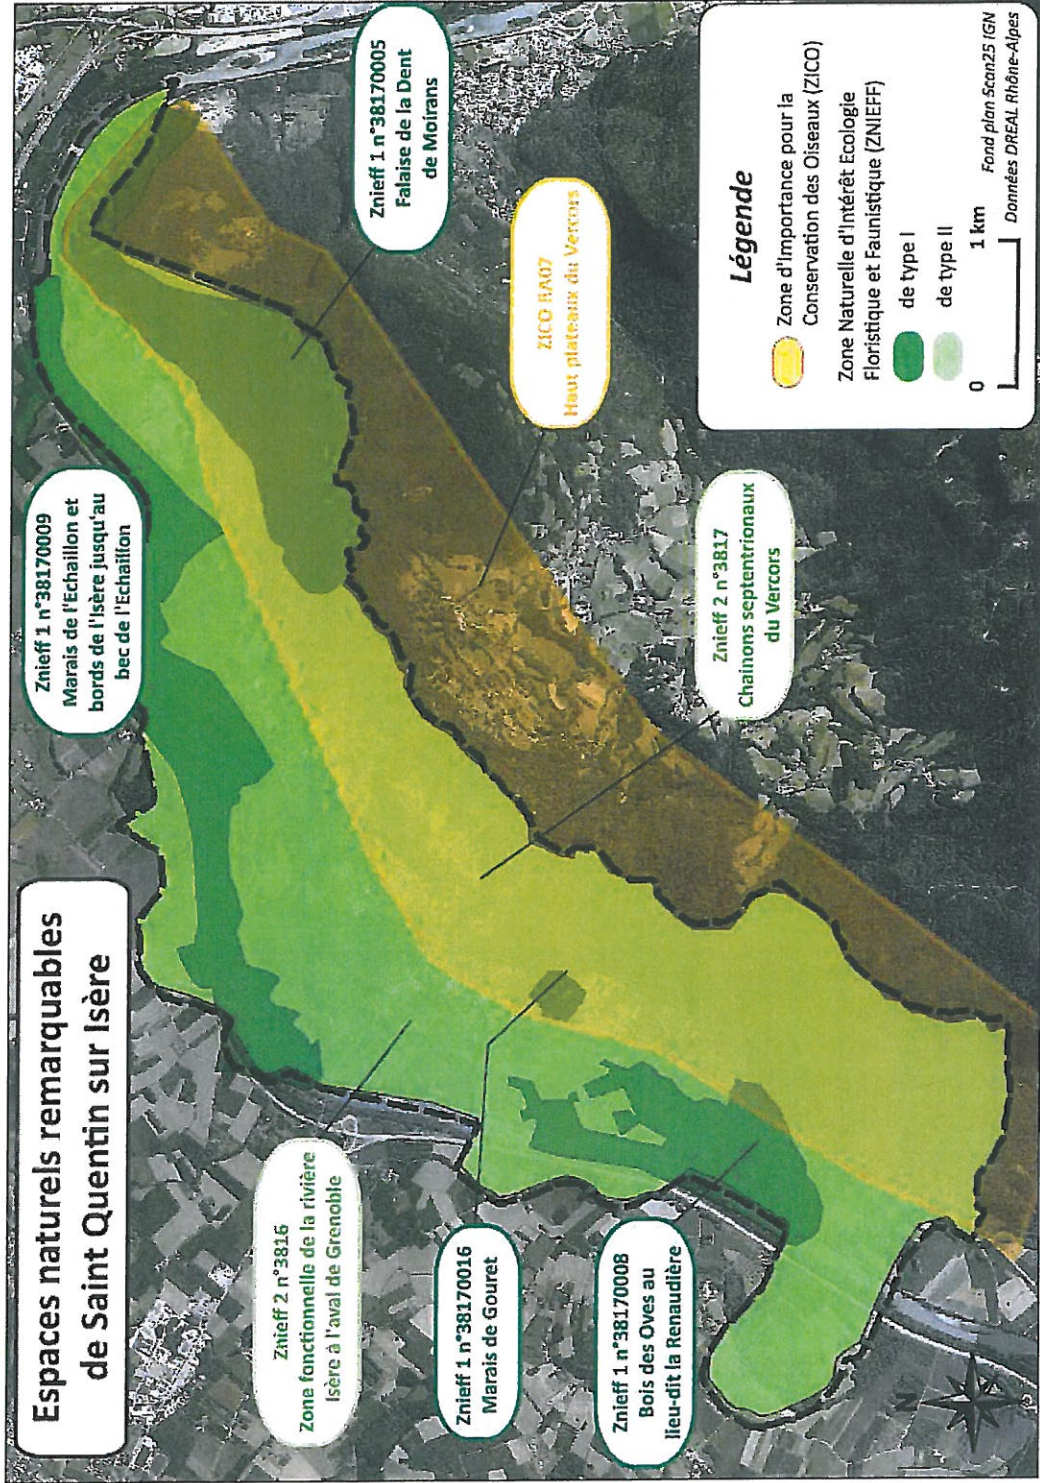 Espaces naturels remarquables
de Saint Quentin sur Isère
Znieff 1 n°38170009
Marais de l'Echaillon et
bords de l'Isère jusqu'au
bec de l'Echaillon
Znieff 1 n°38170005
Falaise de la Dent
de Moirans
Znieff 2 n°3816
Zone fonctionnelle de la rivière
Isère à l'aval de Grenoble
Znieff 1 n°38170016
Marais de Gouret
Znieff 1 n°38170008
Bois des Oves au
lieu-dit la Renaudière
ZICO RA07
Haut plateaux du Vercors
Znieff 2 n°3817
Chainons septentrionaux
du Vercors
N
Légende
Zone d'Importance pour la
Conservation des Oiseaux (ZICO)
Zone Naturelle d'Intérêt Ecologie
Floristique et Faunistique (ZNIEFF)
de type I
de type II
0 1 km
Fond plan Scan25 IGN
Données DREAL Rhône-Alpes